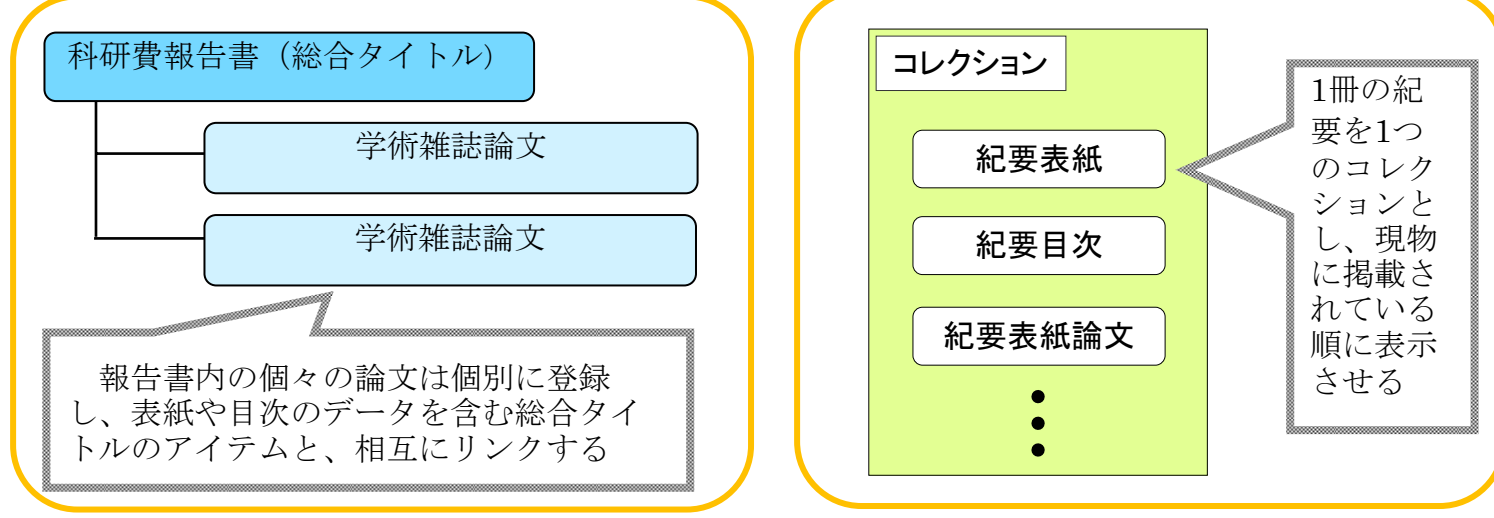 科研費報告書（総合タイトル）
学術雑誌論文
学術雑誌論文
報告書内の個々の論文は個別に登録
し、表紙や目次のデータを含む総合タイ
トルのアイテムと、相互にリンクする
コレクション
紀要表紙
紀要目次
紀要表紙論文
1冊の紀
要を1つ
のコレク
ションと
し、現物
に掲載さ
れている
順に表示
させる